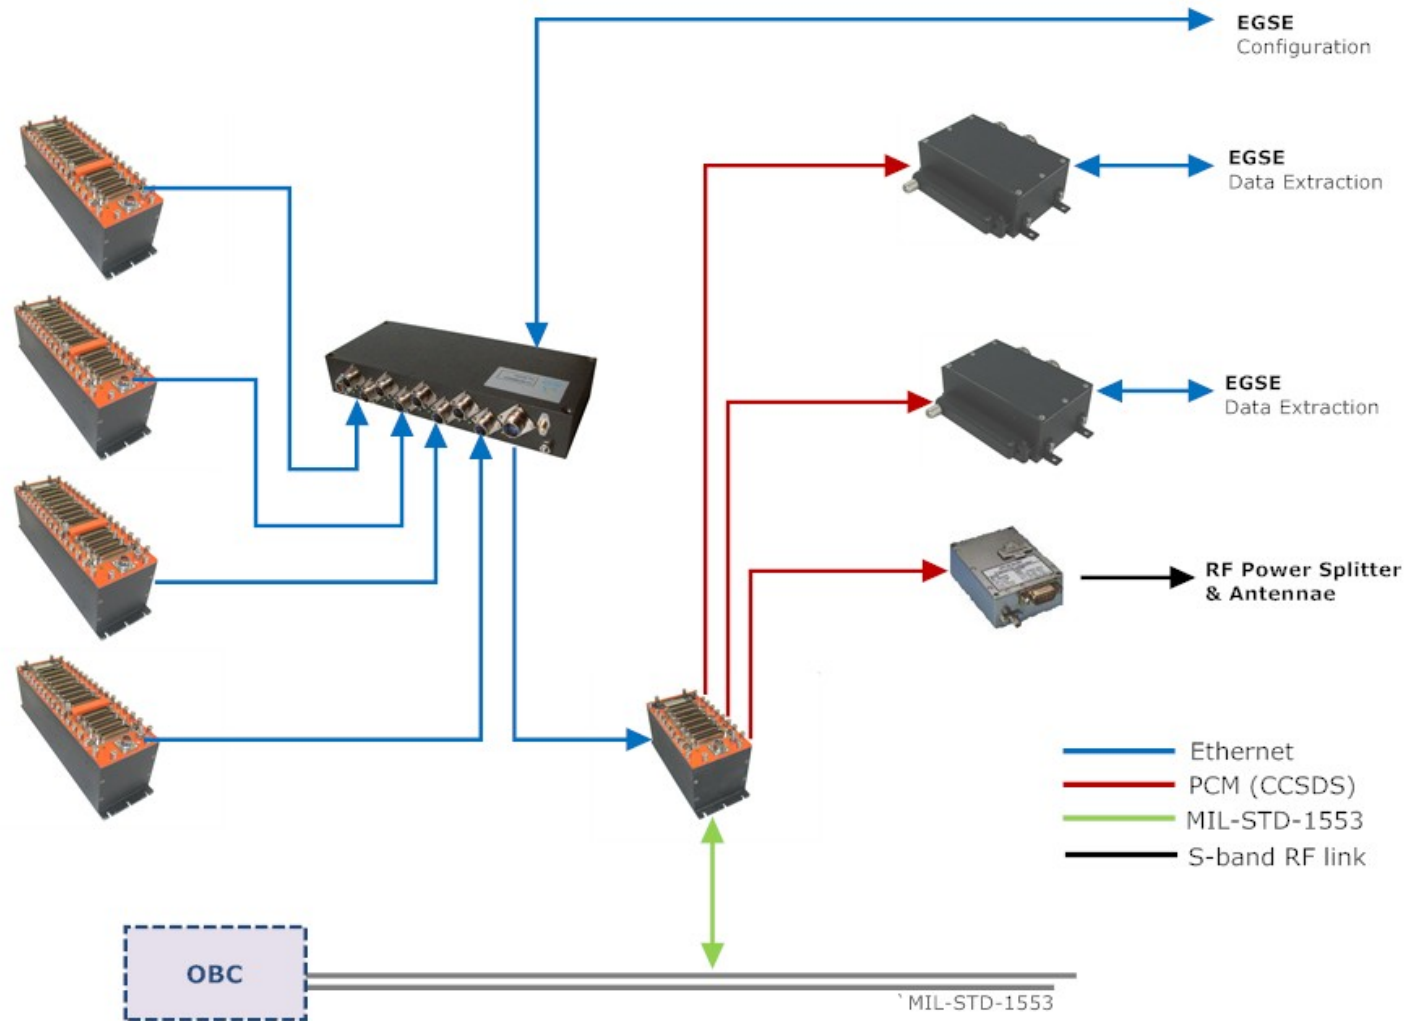 EGSE
Configuration
EGSE
Data Extraction
EGSE
Data Extraction
RF Power Splitter
& Antennae
Ethernet
PCM (CCSDS)
MIL-STD-1553
S-band RF link
OBC
`MIL-STD-1553